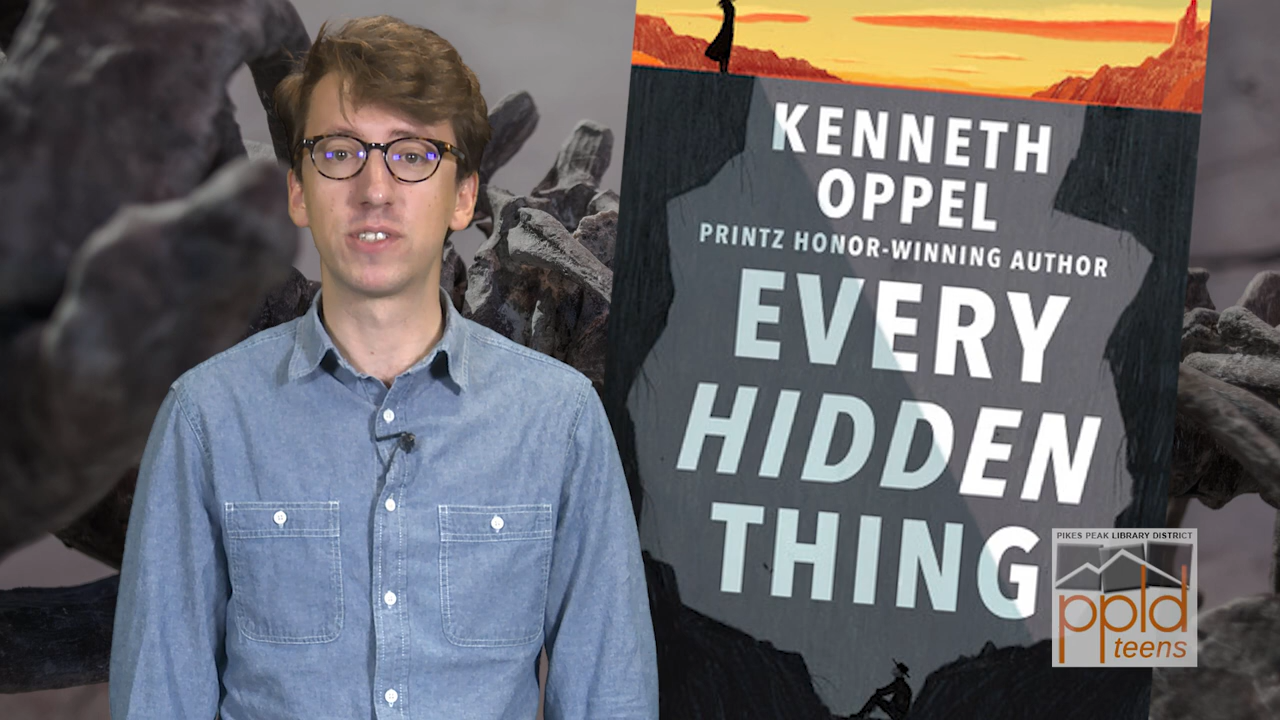 KENNETH
OPPEL
PRINTZ HONOR-WINNING AUTHOR
EVERY
HIDDEN
THING
PIKES PEAK LIBRARY DISTRICT
ppld
teens